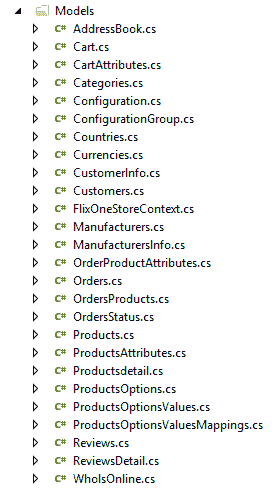 Models
C# AddressBook.cs
C# Cart.cs
C# CartAttributes.cs
C# Categories.cs
C# Configuration.cs
C# ConfigurationGroup.cs
C# Countries.cs
C# Currencies.cs
C# CustomerInfo.cs
C# Customers.cs
C# FlixOneStoreContext.cs
C# Manufacturers.cs
C# ManufacturersInfo.cs
C# OrderProductAttributes.cs
C# Orders.cs
C# OrdersProducts.cs
C# OrdersStatus.cs
C# Products.cs
C# ProductsAttributes.cs
C# Productsdetail.cs
C# ProductsOptions.cs
C# ProductsOptionsValues.cs
C# ProductsOptionsValuesMappings.cs
C# Reviews.cs
C# ReviewsDetail.cs
C# WhoIsOnline.cs